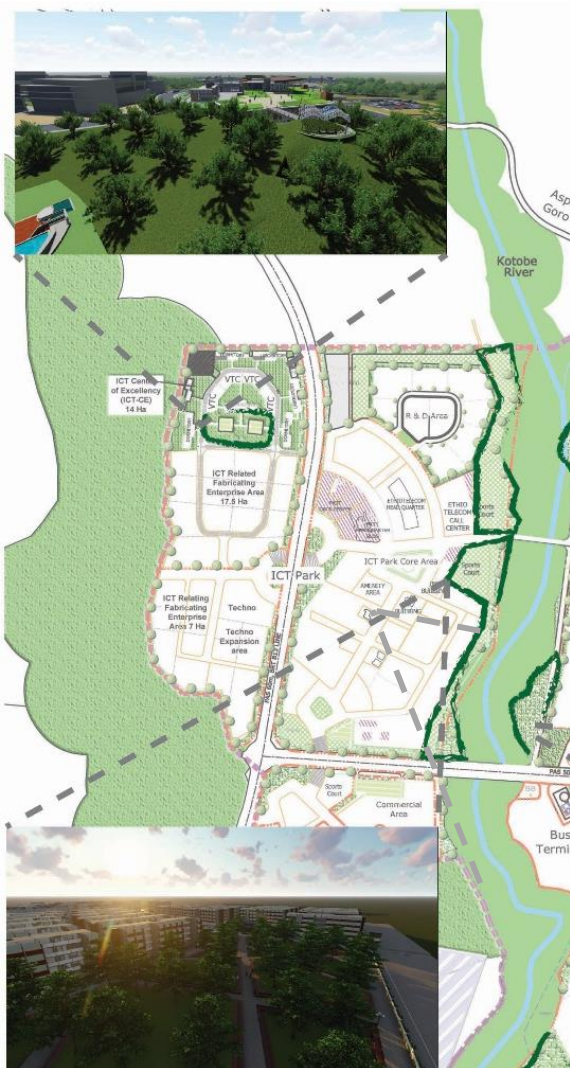 Kotobe
River
ICT Center
of Excellency
(ICT-CE)
14 Ha
VTC
VTC
VTC
VTC
R & D Area
ICT Related
Fabricating
Enterprise Area
17.5 Ha
ETHIO TELECOM
HEAD QUARTER
ETHIO
TELECOM
CALL
CENTER
Sports
Court
ICT Park Core Area
Sports
Court
ICT Park
AMENITY
AREA
ICT Relating
Fabricating
Enterprise
Area 7 Ha
Techno
Techno
Expansion
area
Sports
Court
Commercial
Area